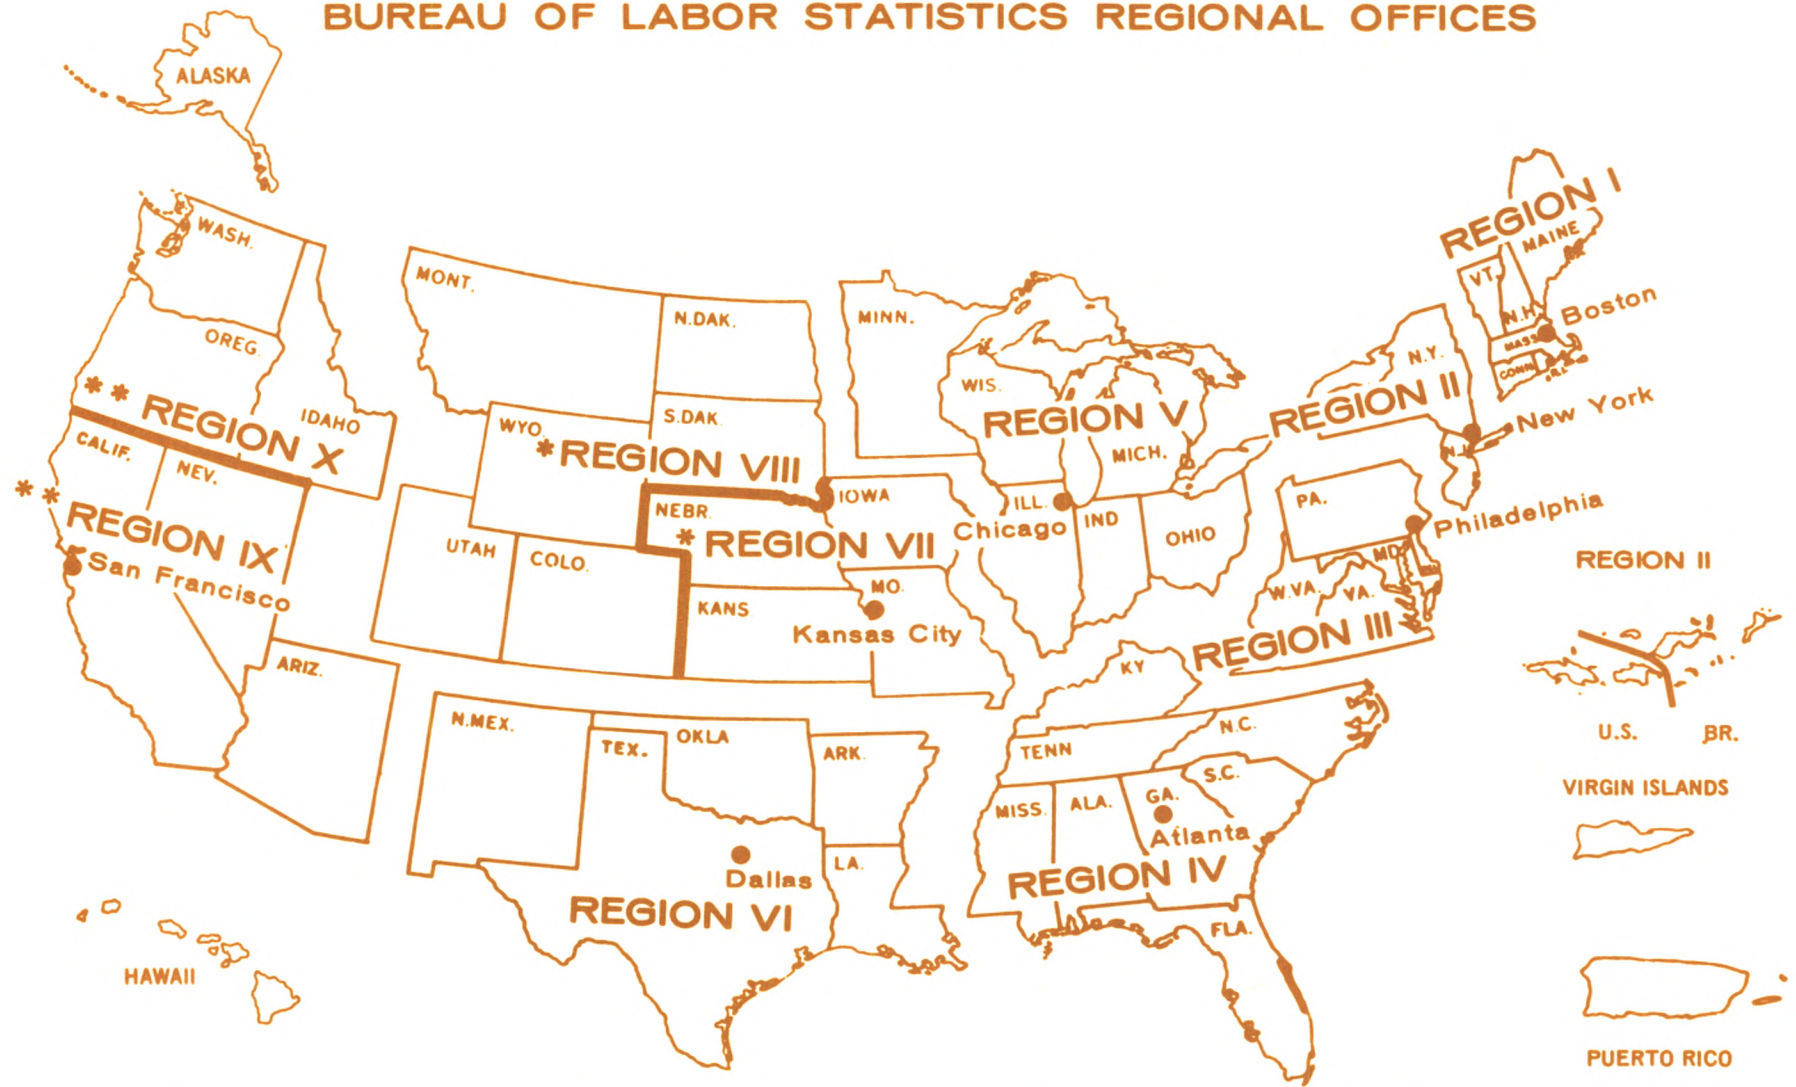 BUREAU OF LABOR STATISTICS REGIONAL OFFICES
ALASKA
WASH.
OREG.
IDAHO
** REGION X
CALIF.
NEV.
** REGION IX
San Francisco
ARIZ.
HAWAII
MONT.
N.DAK.
S.DAK.
WYO.
* REGION VIII
UTAH
COLO.
NEBR.
IOWA
* REGION VII
KANS
MO.
Kansas City
N.MEX.
TEX.
OKLA
ARK.
LA.
Dallas
REGION VI
MINN.
WIS.
REGION V
MICH.
ILL.
Chicago
IND
OHIO
KY
TENN
N.C.
S.C.
MISS.
ALA.
GA.
Atlanta
REGION IV
FLA.
REGION I
MAINE
VT.
N.H.
Boston
MASS
CONN
R.I.
N.Y.
REGION II
New York
N.J.
PA.
Philadelphia
MD.
W.VA.
VA.
REGION III
REGION II
U.S. BR.
VIRGIN ISLANDS
PUERTO RICO